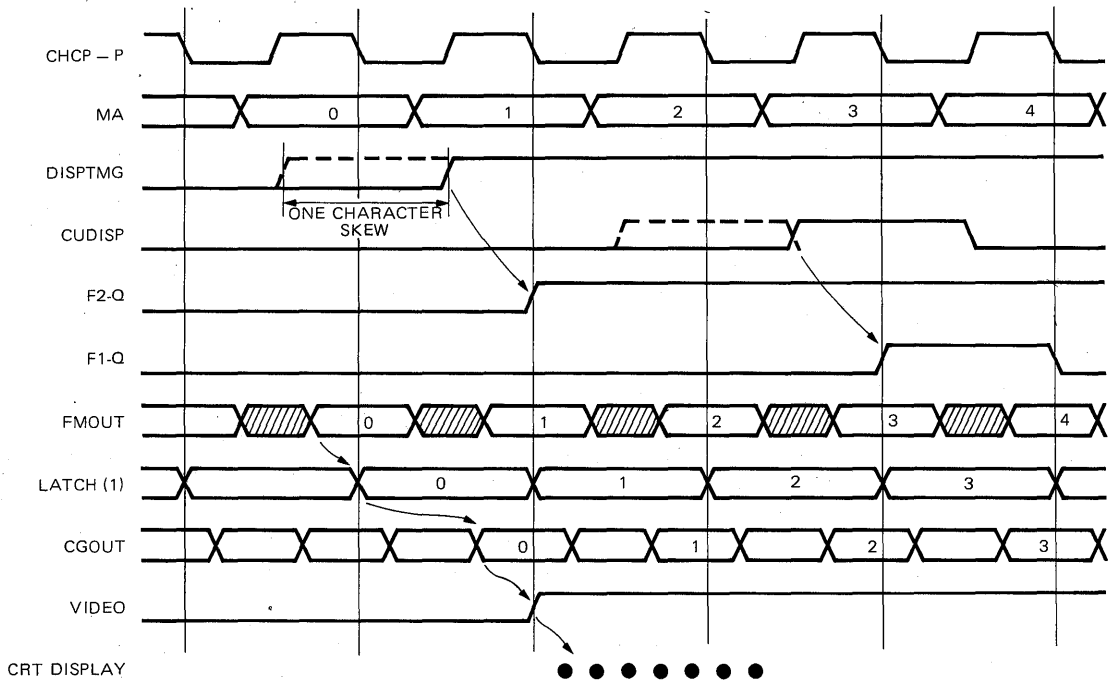 CHCP – P
MA 0 1 2 3 4
DISPTMG
ONE CHARACTER
SKEW
CUDISP
F2-Q
F1-Q
FMOUT 0 1 2 3 4
LATCH (1) 0 1 2 3
CGOUT 0 1 2 3
VIDEO
CRT DISPLAY